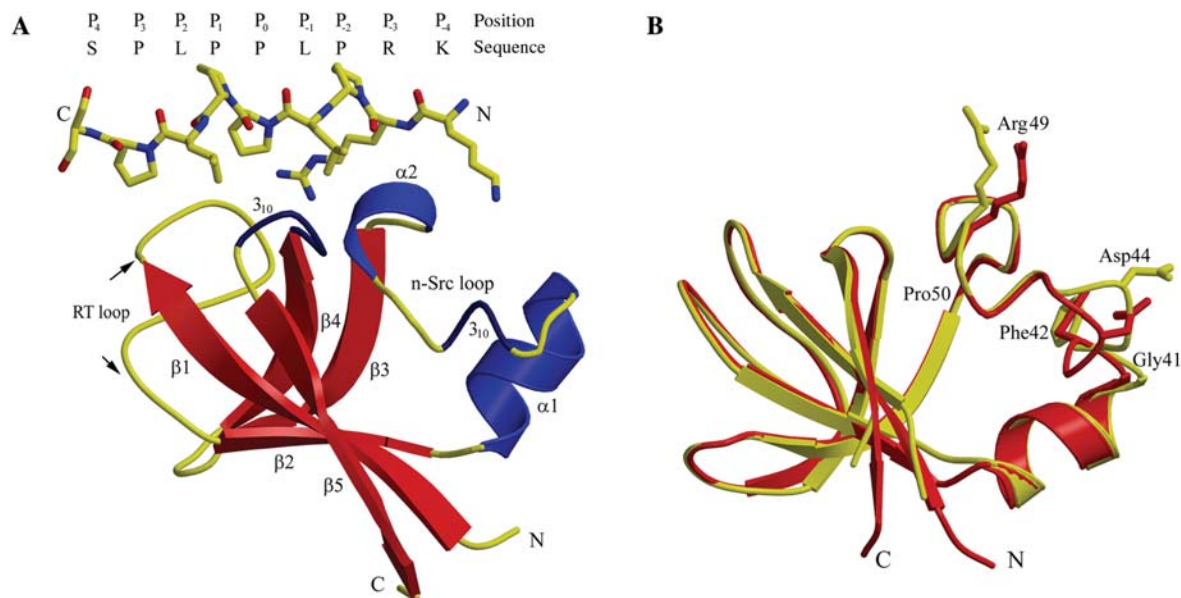 A
P4 P3 P2 P1 P0 P-1 P-2 P-3 P-4 Position
S P L P P L P R K Sequence
C
N
α2
310
RT loop
n-Src loop
β4
310
β1
β3
α1
β2
β5
N
C
B
Arg49
Asp44
Pro50
Phe42
Gly41
C
N